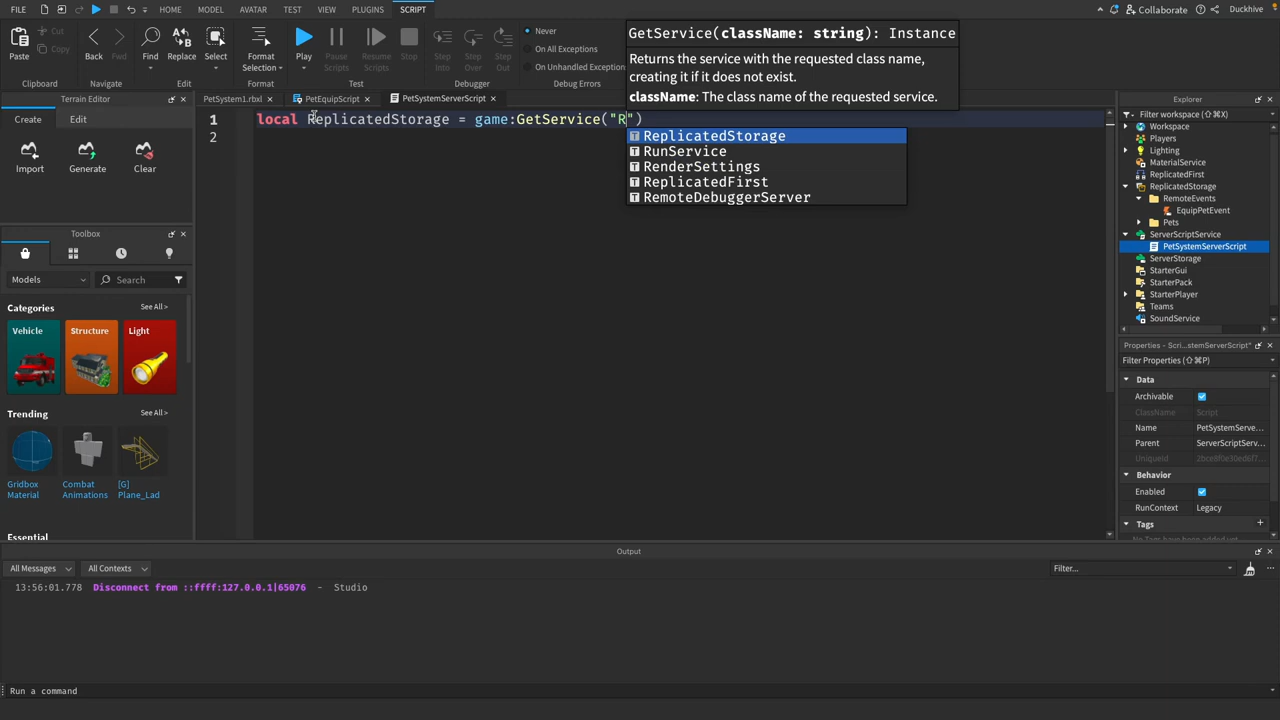 FILE
HOME
MODEL
AVATAR
TEST
VIEW
PLUGINS
SCRIPT
Collaborate
Duckhive
Paste
Cut
Copy
Clipboard
Back
Forward
Navigate
Find
Replace
Select
Edit
Format
Selection
Format
Play
Pause
Scripts
Resume
Scripts
Stop
Test
Step
Into
Step
Over
Step
Out
Debugger
Never
On All Exceptions
On Unhandled Exceptions
Debug Errors
GetService(className: string): Instance
Returns the service with the requested class name,
creating it if it does not exist.
className: The class name of the requested service.
Terrain Editor
Create
Edit
Import
Generate
Clear
PetSystem1.rbxl
PetEquipScript
PetSystemServerScript
1 local ReplicatedStorage = game:GetService("R")
2
ReplicatedStorage
RunService
RenderSettings
ReplicatedFirst
RemoteDebuggerServer
Toolbox
Models
Search
Categories
See All >
Vehicle
Structure
Light
Trending
See All >
Gridbox
Material
Combat
Animations
[G]
Plane_Lad
Essential
Explorer
Filter workspace (⇧⌘X)
Workspace
Players
Lighting
MaterialService
ReplicatedFirst
ReplicatedStorage
RemoteEvents
EquipPetEvent
Pets
ServerScriptService
PetSystemServerScript
ServerStorage
StarterGui
StarterPack
StarterPlayer
Teams
SoundService
Properties - Scri...stemServerScript"
Filter Properties (⇧⌘P)
Data
Archivable
ClassName Script
Name PetSystemServe...
Parent ServerScriptServ...
UniqueId 2bce8f0e30ed6f7...
Behavior
Enabled
RunContext Legacy
Tags
Output
All Messages
All Contexts
Filter...
13:56:01.778 Disconnect from ::ffff:127.0.0.1|65076 - Studio
Run a command